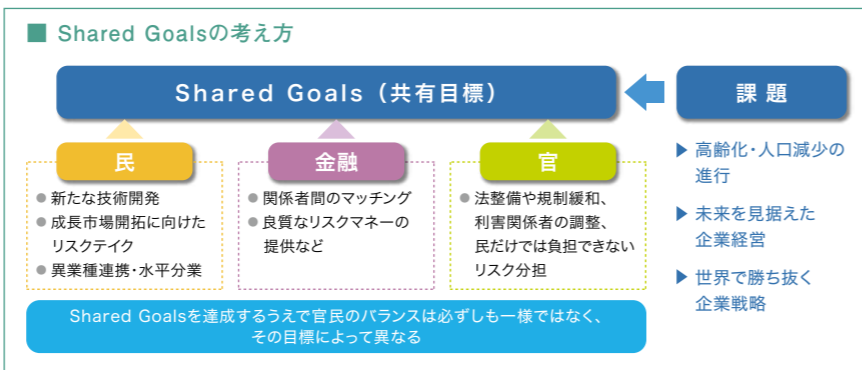 ■ Shared Goalsの考え方
Shared Goals（共有目標）
課題
民
● 新たな技術開発
● 成長市場開拓に向けた
リスクテイク
● 異業種連携・水平分業
金融
● 関係者間のマッチング
● 良質なリスクマネーの
提供など
官
● 法整備や規制緩和、
利害関係者の調整、
民だけでは負担できない
リスク分担
▶ 高齢化・人口減少の
進行
▶ 未来を見据えた
企業経営
▶ 世界で勝ち抜く
企業戦略
Shared Goalsを達成するうえで官民のバランスは必ずしも一様ではなく、
その目標によって異なる